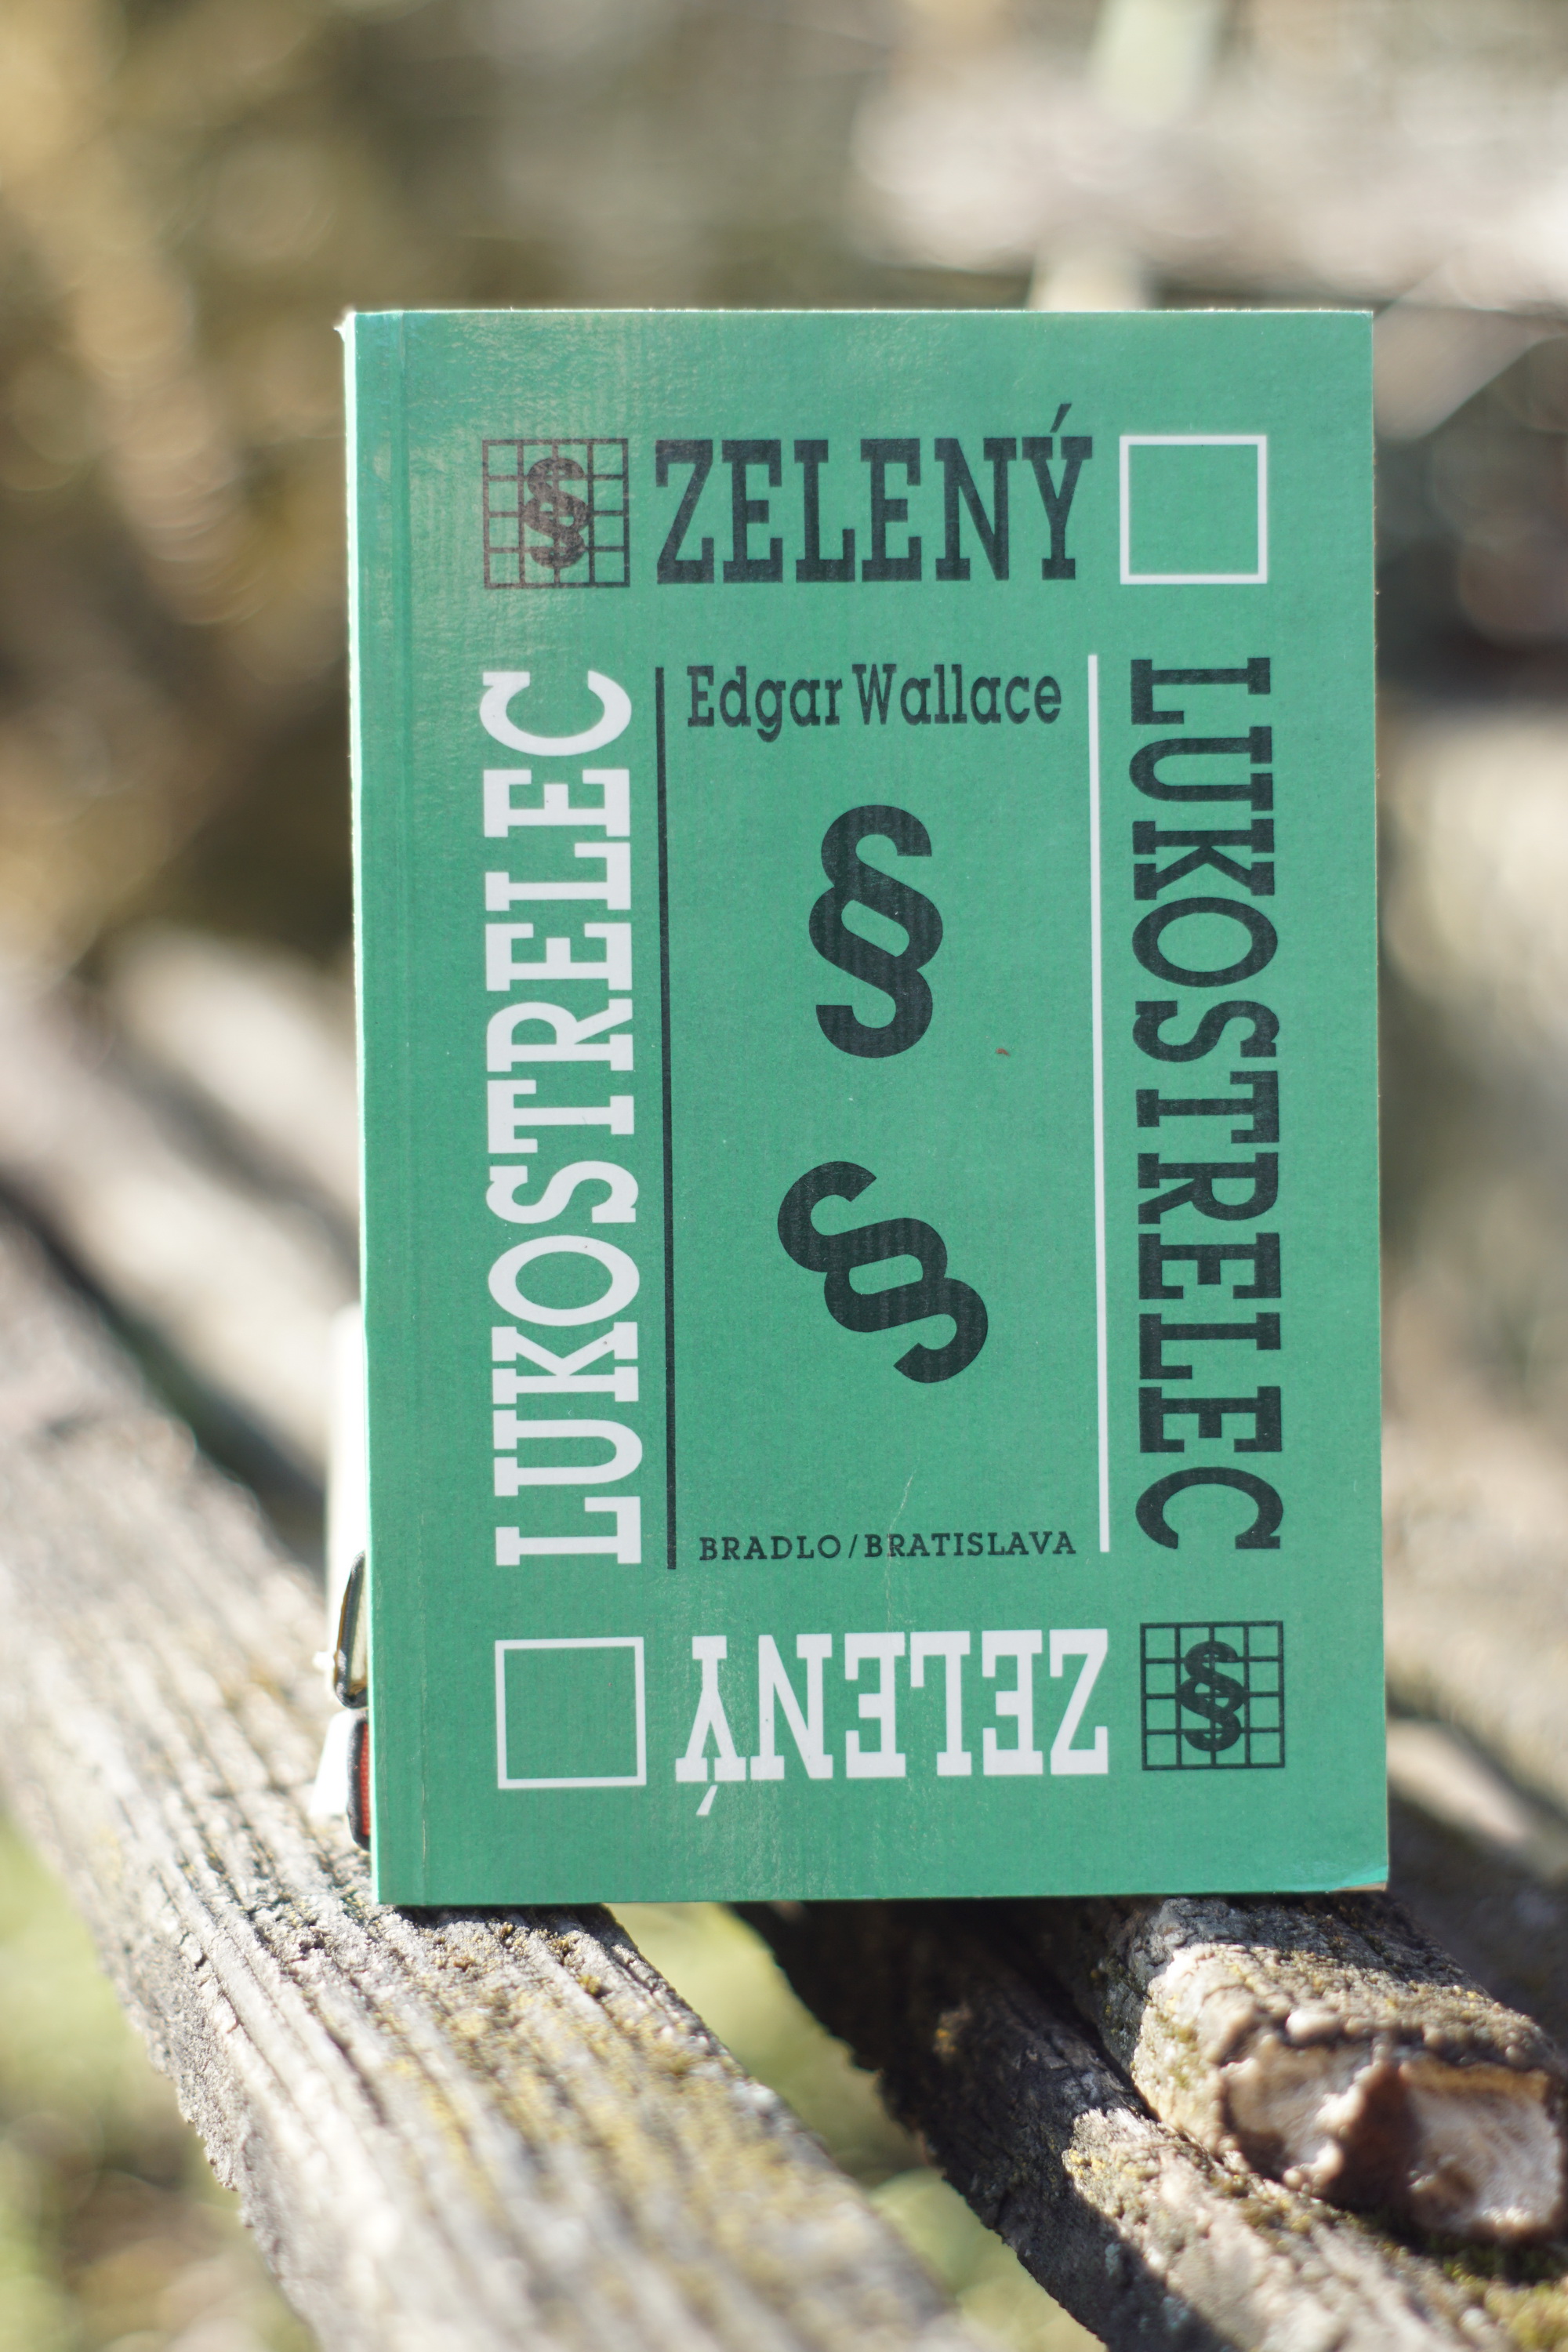 § ZELENÝ
LUKOSTRELEC
Edgar Wallace
§
§
BRADLO/BRATISLAVA
LUKOSTRELEC
ZELENÝ
§